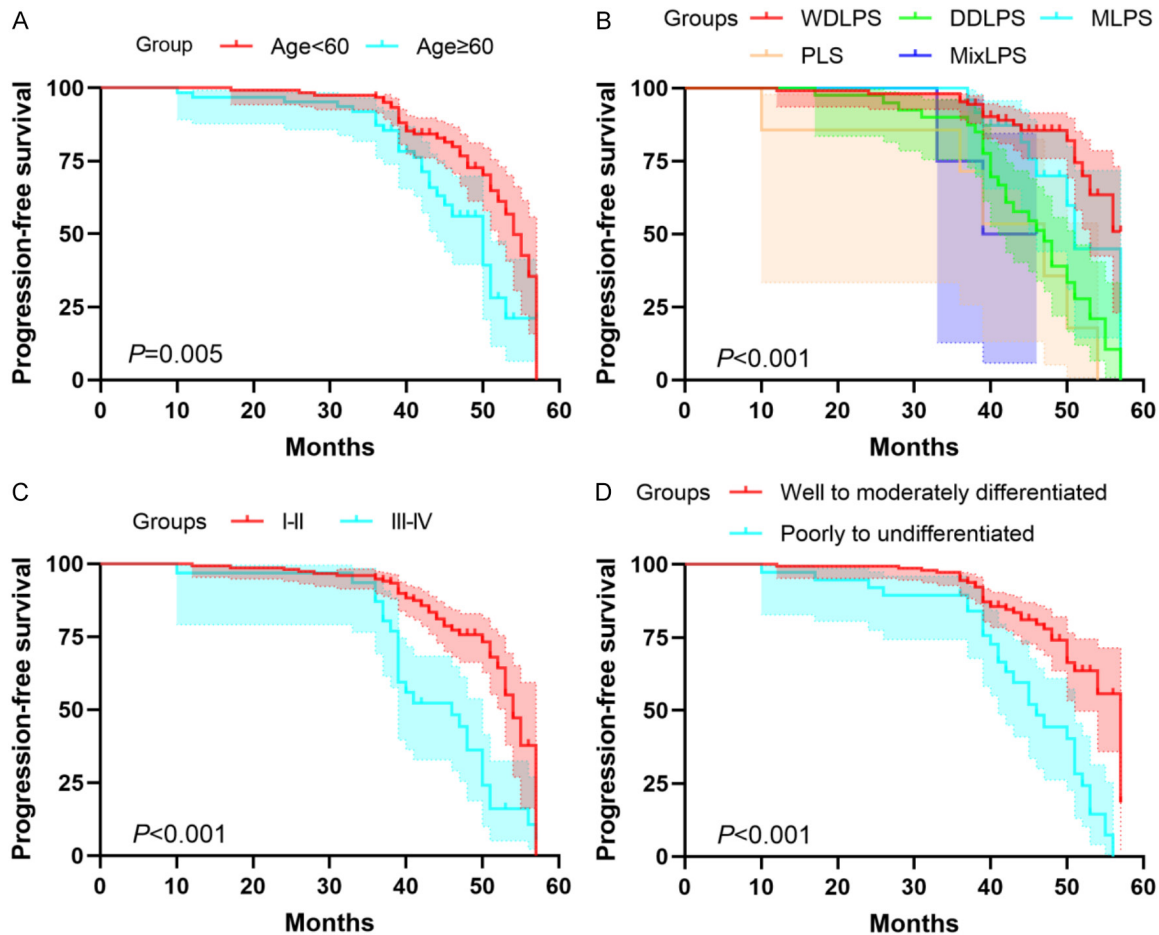 A
Group Age<60 Age≥60
Progression-free survival
100
75
50
25
0
P=0.005
0 10 20 30 40 50 60
Months
B
Groups WDLPS DDLPS MLPS
PLS MixLPS
Progression-free survival
100
75
50
25
0
P<0.001
0 10 20 30 40 50 60
Months
C
Groups I-II III-IV
Progression-free survival
100
75
50
25
0
P<0.001
0 10 20 30 40 50 60
Months
D
Groups Well to moderately differentiated
Poorly to undifferentiated
Progression-free survival
100
75
50
25
0
P<0.001
0 10 20 30 40 50 60
Months